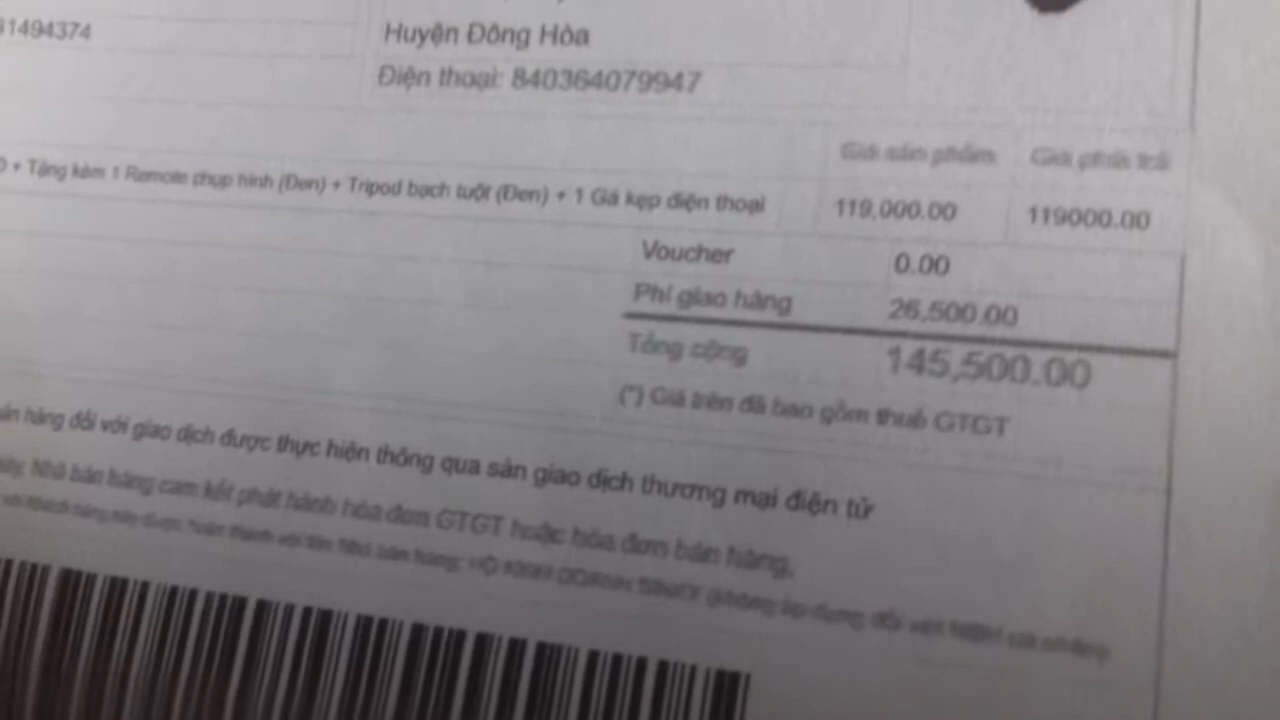 61494374
Huyện Đông Hòa
Điện thoại: 840364079947
Giá sản phẩm Giá phải trả
+ Tặng kèm 1 Remote chụp hình (Đen) + Tripod bạch tuột (Đen) + 1 Giá kẹp điện thoại 119,000.00 119000.00
Voucher 0.00
Phí giao hàng 26,500.00
Tổng cộng 145,500.00
(*) Giá trên đã bao gồm thuế GTGT
hàng đối với giao dịch được thực hiện thông qua sàn giao dịch thương mại điện tử
Nhà bán hàng cam kết phát hành hóa đơn GTGT hoặc hóa đơn bán hàng,